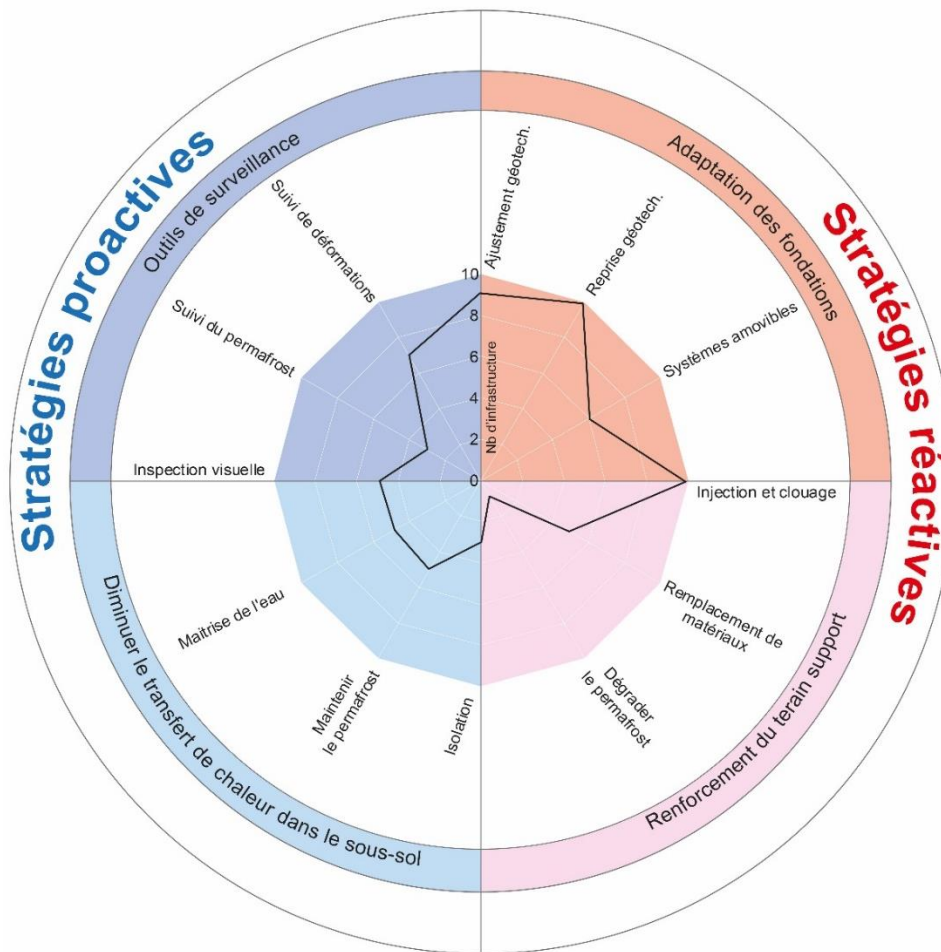 Stratégies proactives
Stratégies réactives
Outils de surveillance
Adaptation des fondations
Diminuer le transfert de chaleur dans le sous-sol
Renforcement du terain support
Suivi de déformations
Suivi du permafrost
Inspection visuelle
Maitrise de l'eau
Maintenir
le permafrost
Isolation
Ajustement géotech.
Reprise géotech.
Systèmes amovibles
Injection et clouage
Remplacement de
matériaux
Dégrader
le permafrost
10
8
6
4
2
0
Nb d'infrastructure